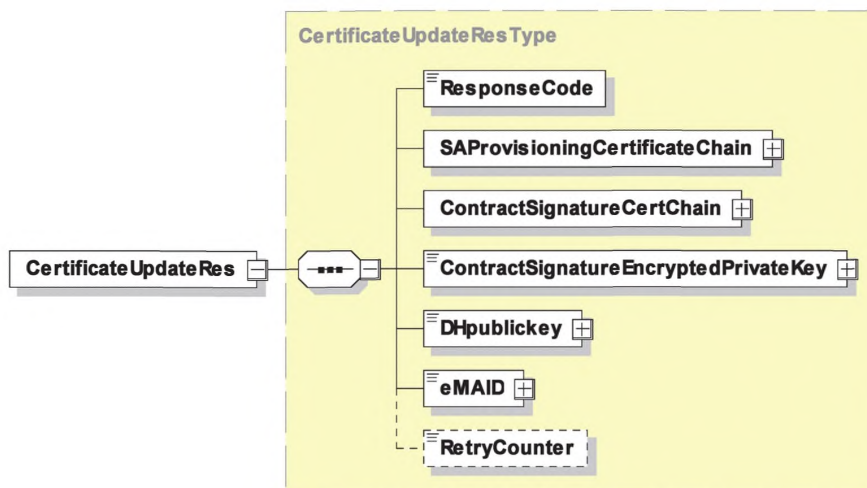 CertificateUpdateResType
ResponseCode
SAProvisioningCertificateChain
ContractSignatureCertChain
CertificateUpdateRes
ContractSignatureEncryptedPrivateKey
DHpublickey
eMAID
RetryCounter